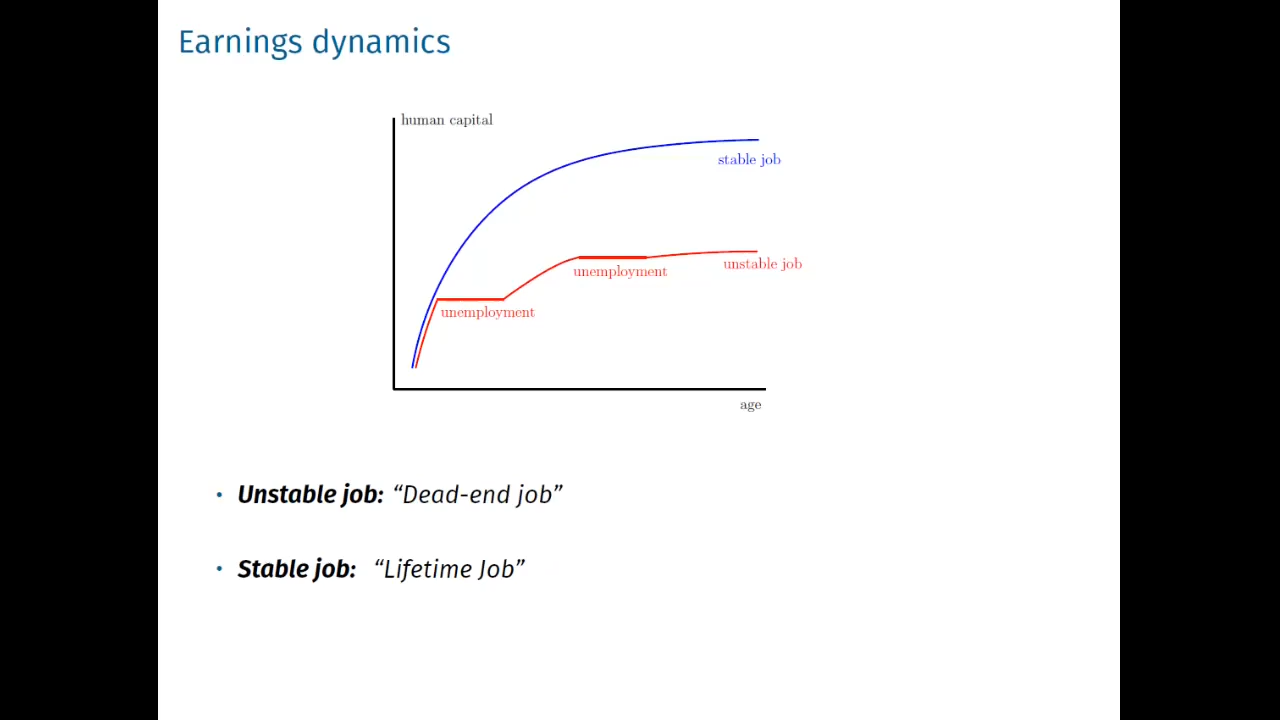 Earnings dynamics
human capital
stable job
unstable job
unemployment
unemployment
age
• Unstable job: “Dead-end job”
• Stable job: “Lifetime Job”